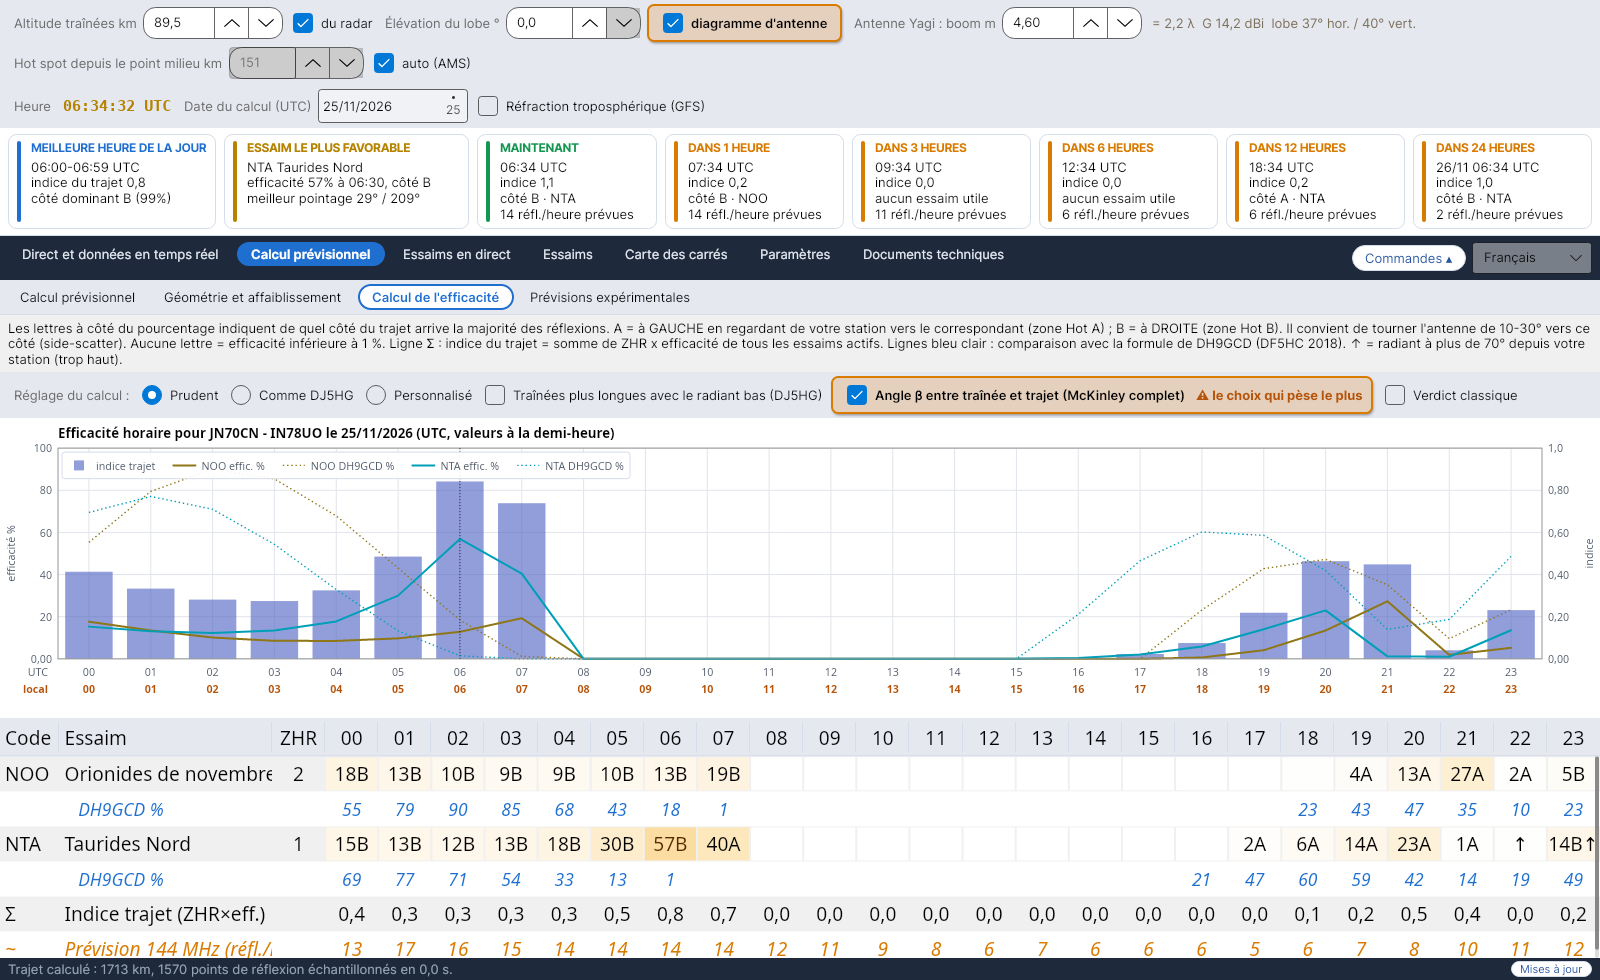 Altitude traînées km 89,5 du radar Élévation du lobe ° 0,0 diagramme d'antenne Antenne Yagi : boom m 4,60 = 2,2 λ G 14,2 dBi lobe 37° hor. / 40° vert.
Hot spot depuis le point milieu km 151 auto (AMS)
Heure 06:34:32 UTC Date du calcul (UTC) 25/11/2026 25 Réfraction troposphérique (GFS)
MEILLEURE HEURE DE LA JOUR
06:00-06:59 UTC
indice du trajet 0,8
côté dominant B (99%)
ESSAIM LE PLUS FAVORABLE
NTA Taurides Nord
efficacité 57% à 06:30, côté B
meilleur pointage 29° / 209°
MAINTENANT
06:34 UTC
indice 1,1
côté B · NTA
14 réfl./heure prévues
DANS 1 HEURE
07:34 UTC
indice 0,2
côté B · NOO
14 réfl./heure prévues
DANS 3 HEURES
09:34 UTC
indice 0,0
aucun essaim utile
11 réfl./heure prévues
DANS 6 HEURES
12:34 UTC
indice 0,0
aucun essaim utile
6 réfl./heure prévues
DANS 12 HEURES
18:34 UTC
indice 0,2
côté A · NTA
6 réfl./heure prévues
DANS 24 HEURES
26/11 06:34 UTC
indice 1,0
côté B · NTA
2 réfl./heure prévues
Direct et données en temps réel Calcul prévisionnel Essaims en direct Essaims Carte des carrés Paramètres Documents techniques Commandes ▴ Français
Calcul prévisionnel Géométrie et affaiblissement Calcul de l'efficacité Prévisions expérimentales
Les lettres à côté du pourcentage indiquent de quel côté du trajet arrive la majorité des réflexions. A = à GAUCHE en regardant de votre station vers le correspondant (zone Hot A) ; B = à DROITE (zone Hot B). Il convient de tourner l'antenne de 10-30° vers ce
côté (side-scatter). Aucune lettre = efficacité inférieure à 1 %. Ligne Σ : indice du trajet = somme de ZHR x efficacité de tous les essaims actifs. Lignes bleu clair : comparaison avec la formule de DH9GCD (DF5HC 2018). ↑ = radiant à plus de 70° depuis votre
station (trop haut).
Réglage du calcul : Prudent Comme DJ5HG Personnalisé Traînées plus longues avec le radiant bas (DJ5HG) Angle β entre traînée et trajet (McKinley complet) ⚠ le choix qui pèse le plus Verdict classique
Efficacité horaire pour JN70CN - IN78UO le 25/11/2026 (UTC, valeurs à la demi-heure)
indice trajet NOO effic. % NOO DH9GCD % NTA effic. % NTA DH9GCD %
100 1,0
80 0,80
60 0,60
40 0,40
20 0,20
0,00 0,00
efficacité %
indice
UTC 00 01 02 03 04 05 06 07 08 09 10 11 12 13 14 15 16 17 18 19 20 21 22 23
local 00 01 02 03 04 05 06 07 08 09 10 11 12 13 14 15 16 17 18 19 20 21 22 23
Code Essaim ZHR 00 01 02 03 04 05 06 07 08 09 10 11 12 13 14 15 16 17 18 19 20 21 22 23
NOO Orionides de novembre 2 18B 13B 10B 9B 9B 10B 13B 19B 4A 13A 27A 2A 5B
DH9GCD % 55 79 90 85 68 43 18 1 23 43 47 35 10 23
NTA Taurides Nord 1 15B 13B 12B 13B 18B 30B 57B 40A 2A 6A 14A 23A 1A ↑ 14B↑
DH9GCD % 69 77 71 54 33 13 1 21 47 60 59 42 14 19 49
Σ Indice trajet (ZHR×eff.) 0,4 0,3 0,3 0,3 0,3 0,5 0,8 0,7 0,0 0,0 0,0 0,0 0,0 0,0 0,0 0,0 0,0 0,0 0,1 0,2 0,5 0,4 0,0 0,2
~ Prévision 144 MHz (réfl./ 13 17 16 15 14 14 14 14 12 11 9 8 6 7 6 6 6 5 6 7 8 10 11 12
Trajet calculé : 1713 km, 1570 points de réflexion échantillonnés en 0,0 s. Mises à jour